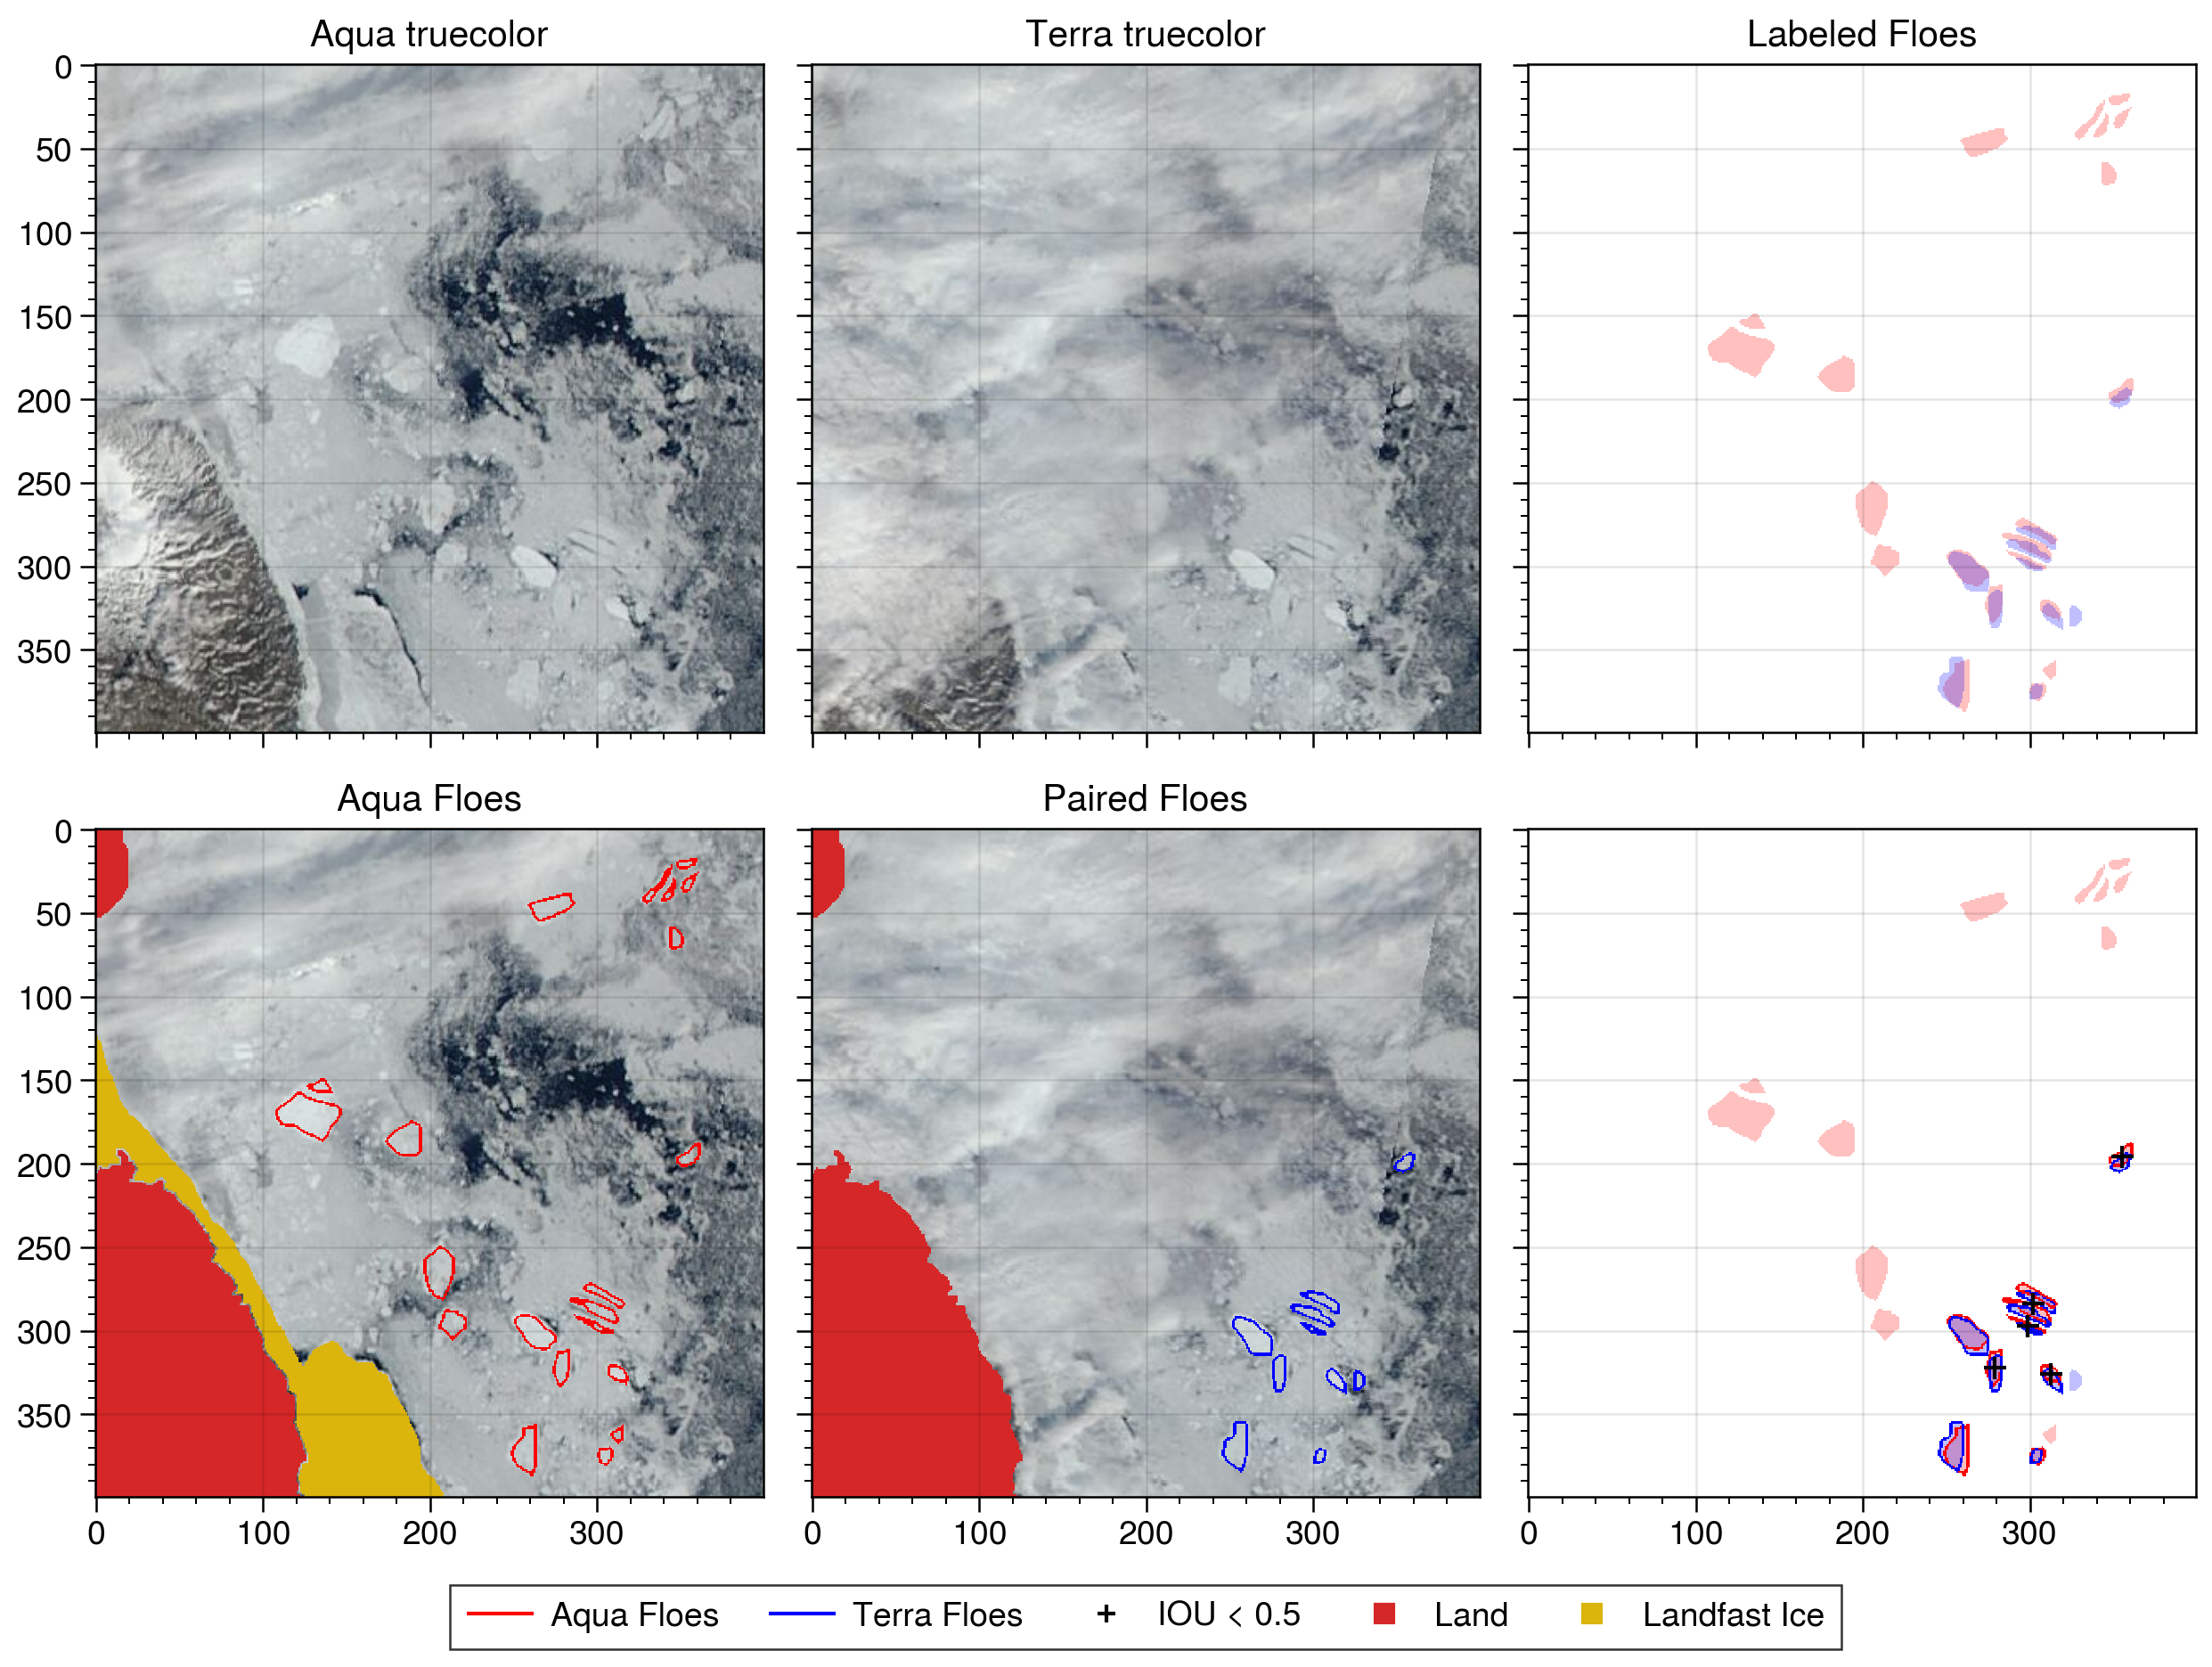 Aqua truecolor
Terra truecolor
Labeled Floes
0
50
100
150
200
250
300
350
Aqua Floes
Paired Floes
0
50
100
150
200
250
300
350
0 100 200 300
0 100 200 300
0 100 200 300
Aqua Floes Terra Floes IOU < 0.5 Land Landfast Ice